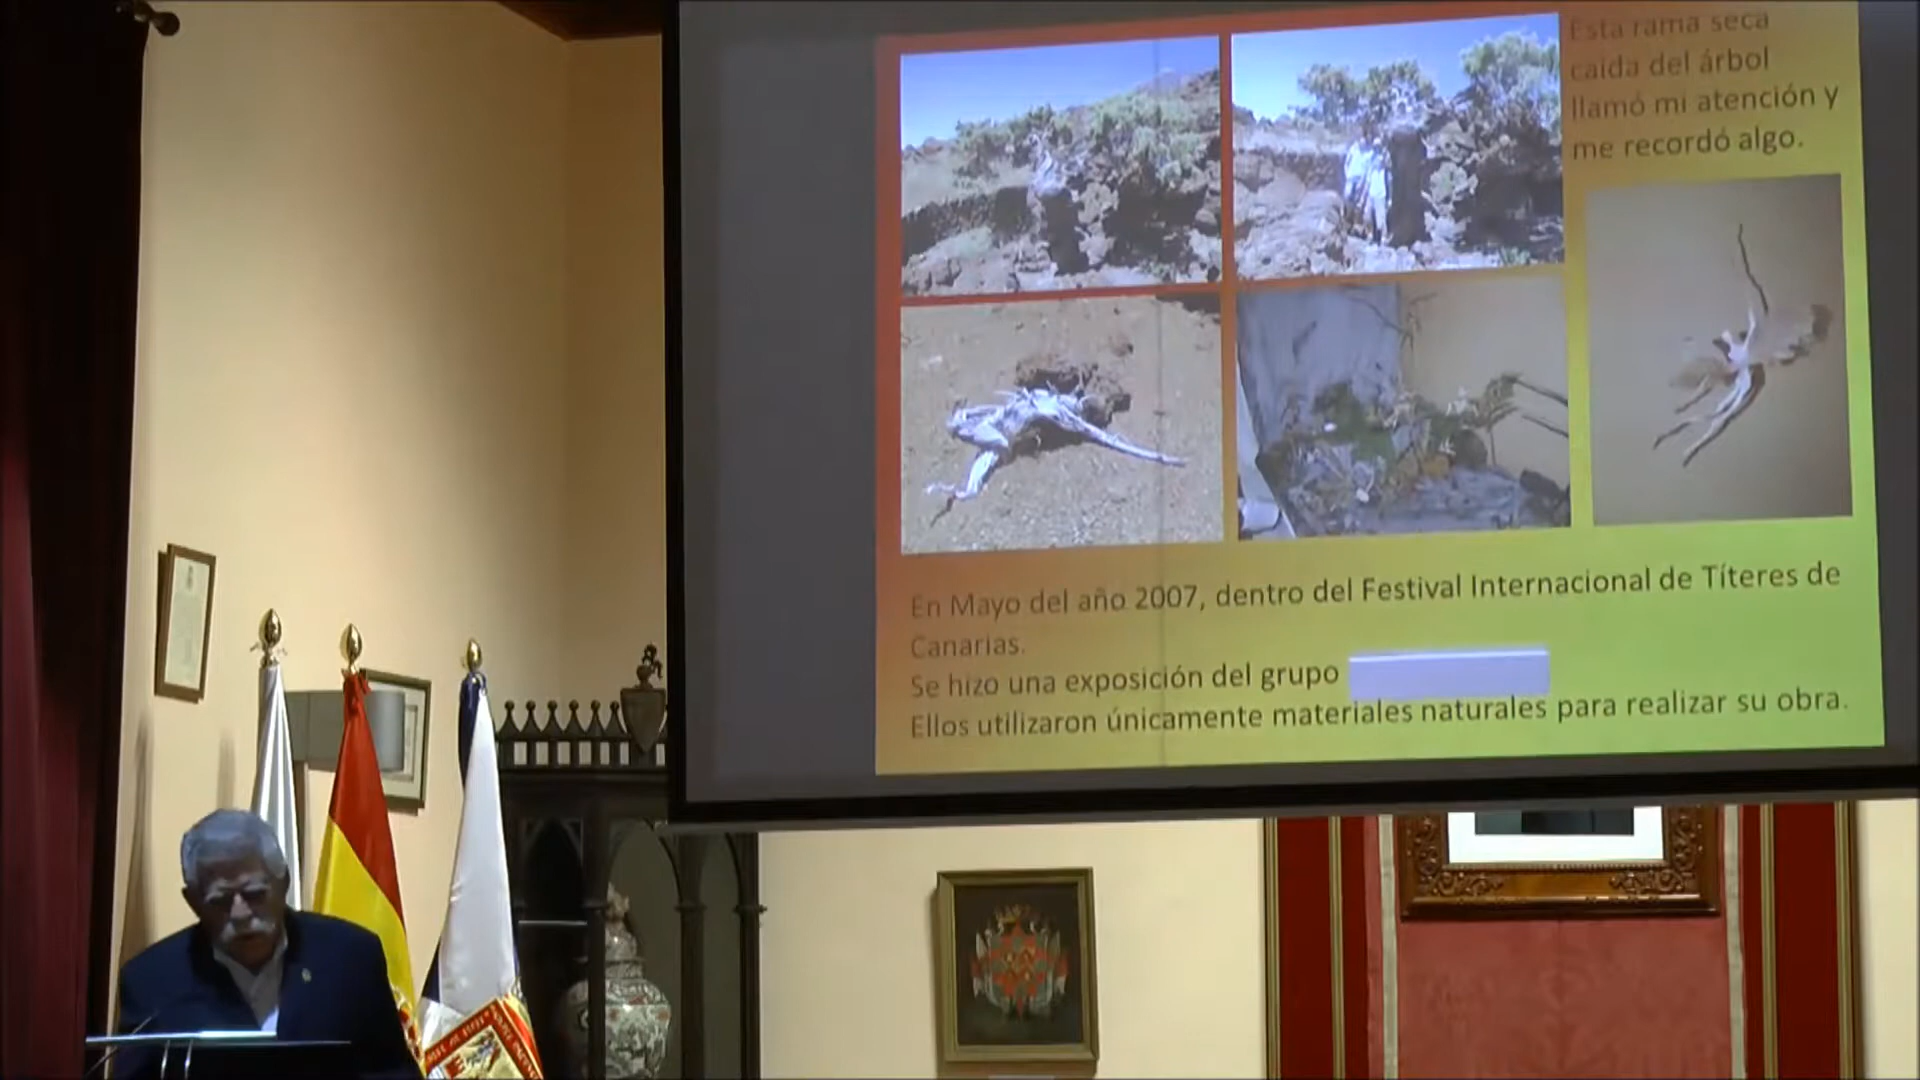 Esta rama seca
caida del árbol
llamó mi atención y
me recordó algo.
En Mayo del año 2007, dentro del Festival Internacional de Títeres de
Canarias.
Se hizo una exposición del grupo
Ellos utilizaron únicamente materiales naturales para realizar su obra.